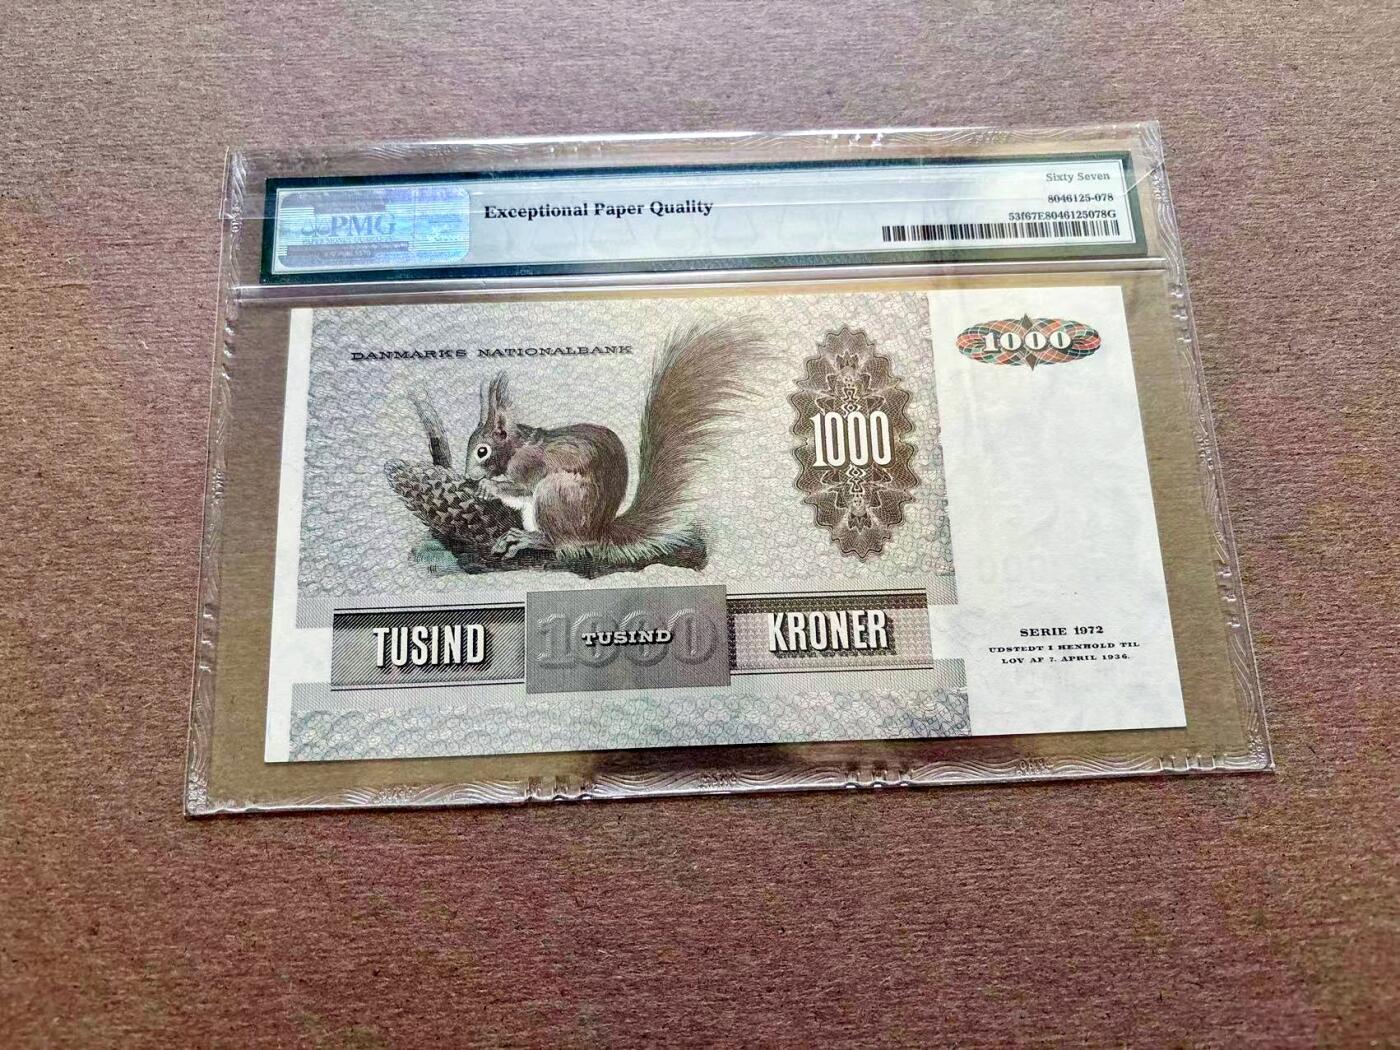 PMG
Exceptional Paper Quality
Sixty Seven
8046125-078
53f67E8046125078G
DANMARKS NATIONALBANK
1000
1000
TUSIND
1000
TUSIND
KRONER
SERIE 1972
UDSTEDT I HENHOLD TIL
LOV AF 7. APRIL 1936.